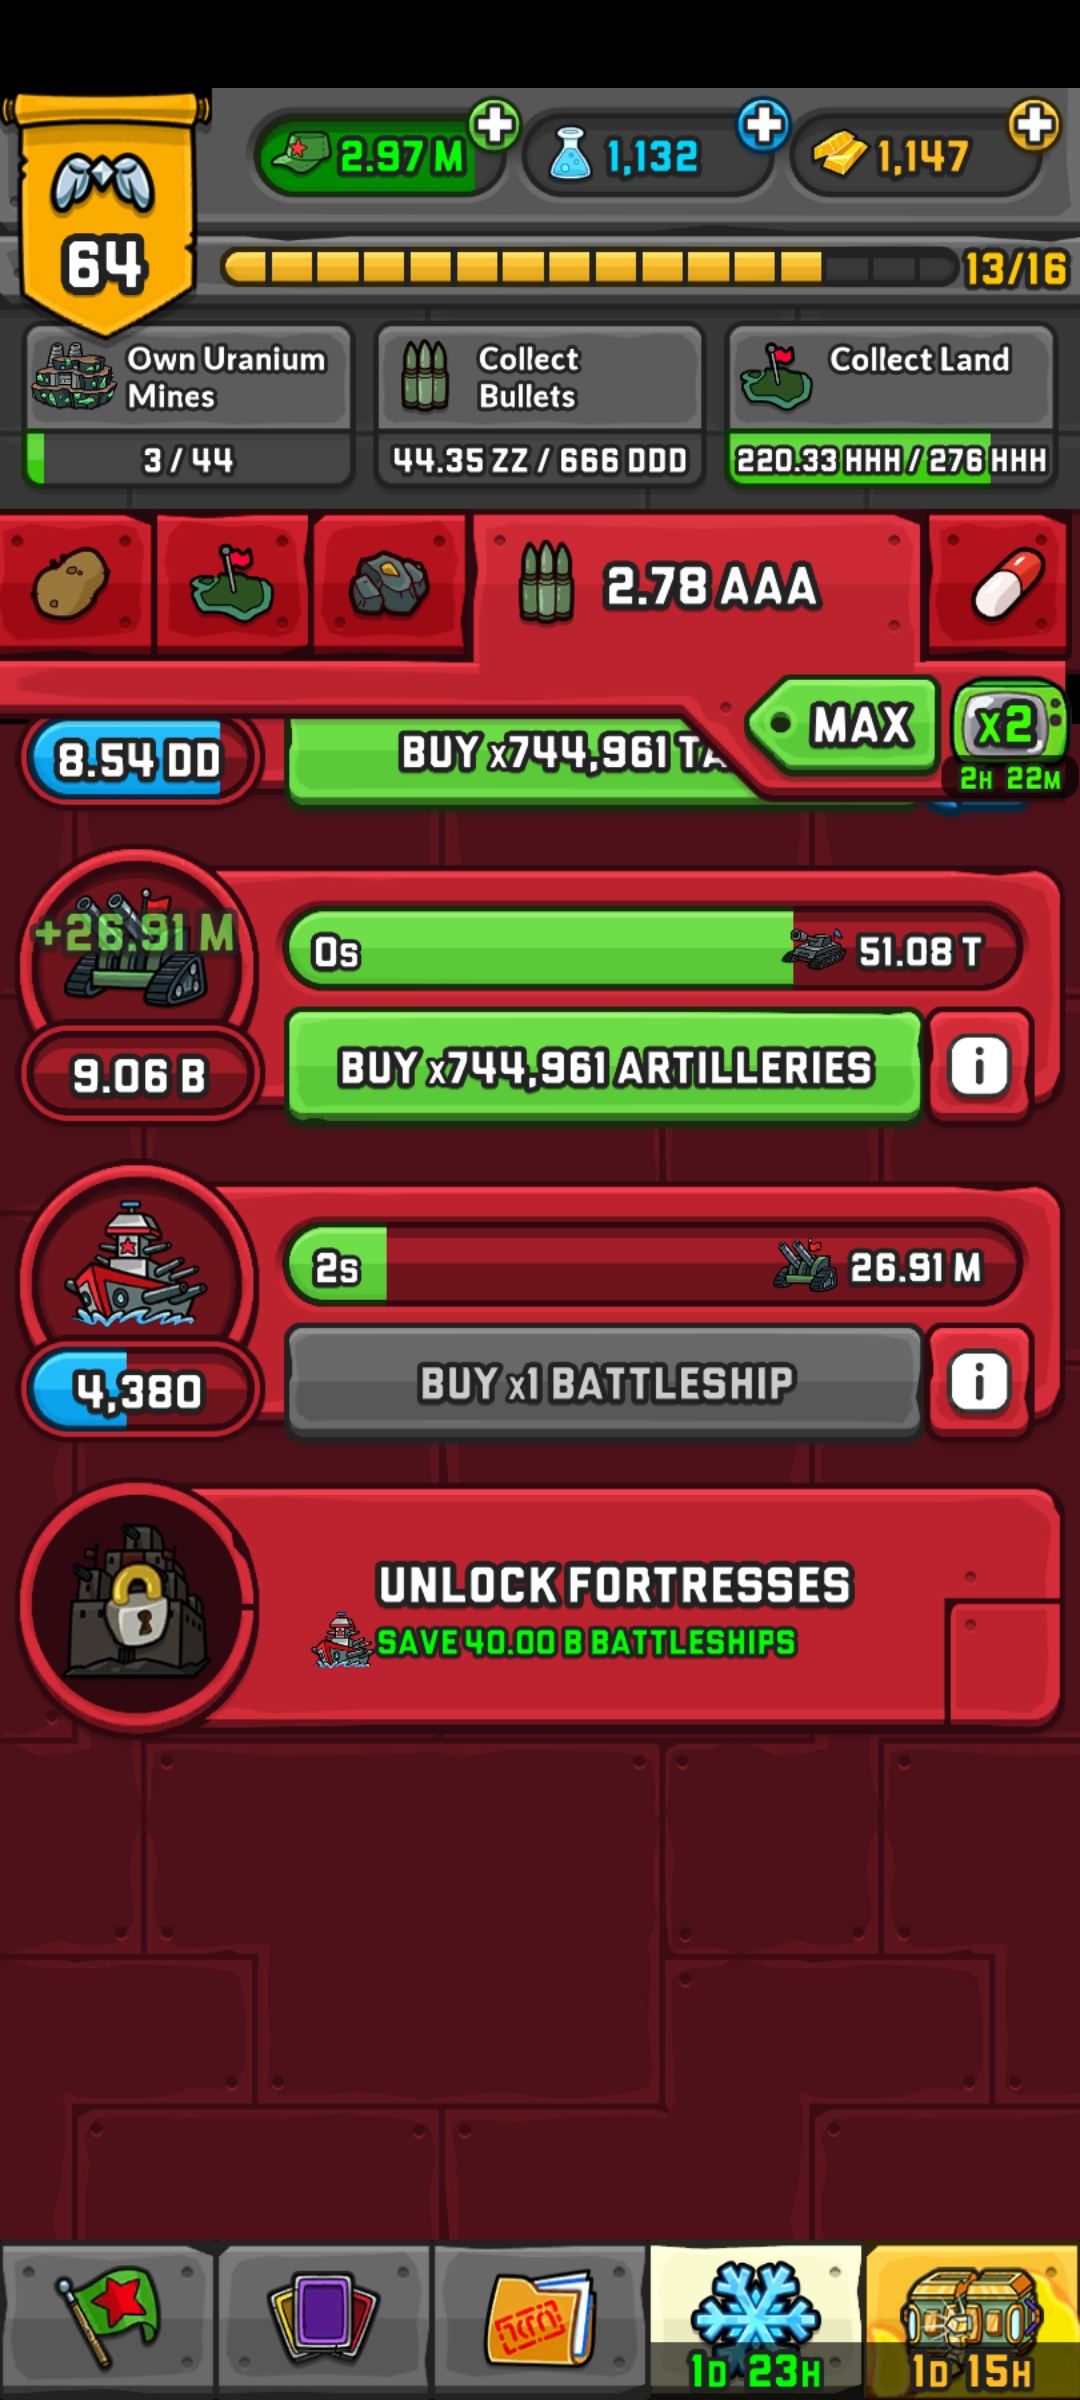 2.97 M
1,132
1,147
64
13/16
Own Uranium
Mines
3 / 44
Collect
Bullets
44.35 ZZ / 666 DDD
Collect Land
220.33 HHH / 276 HHH
2.78 AAA
MAX
x2
2H 22M
8.54 DD
BUY x744,961 TA
+26.91 M
0s
51.08 T
9.06 B
BUY x744,961 ARTILLERIES
i
2s
26.91 M
4,380
BUY x1 BATTLESHIP
i
UNLOCK FORTRESSES
SAVE 40.00 B BATTLESHIPS
1D 23H
1D 15H